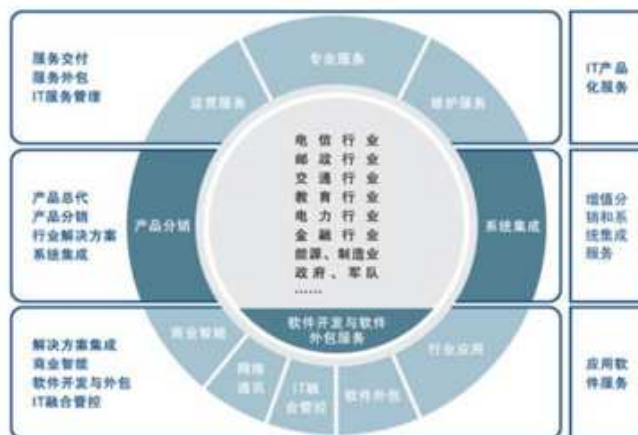 服务交付
服务外包
IT服务管理
运营服务
专业服务
维护服务
IT产品
化服务
产品总代
产品分销
行业解决方案
系统集成
产品分销
电信行业
邮政行业
交通行业
教育行业
电力行业
金融行业
能源、制造业
政府、军队
......
系统集成
增值分
销和系
统集成
服务
解决方案集成
商业智能
软件开发与外包
IT融合管控
商业智能
网络
通讯
IT融
合管控
软件外包
行业应用
软件开发与软件
外包服务
应用软
件服务